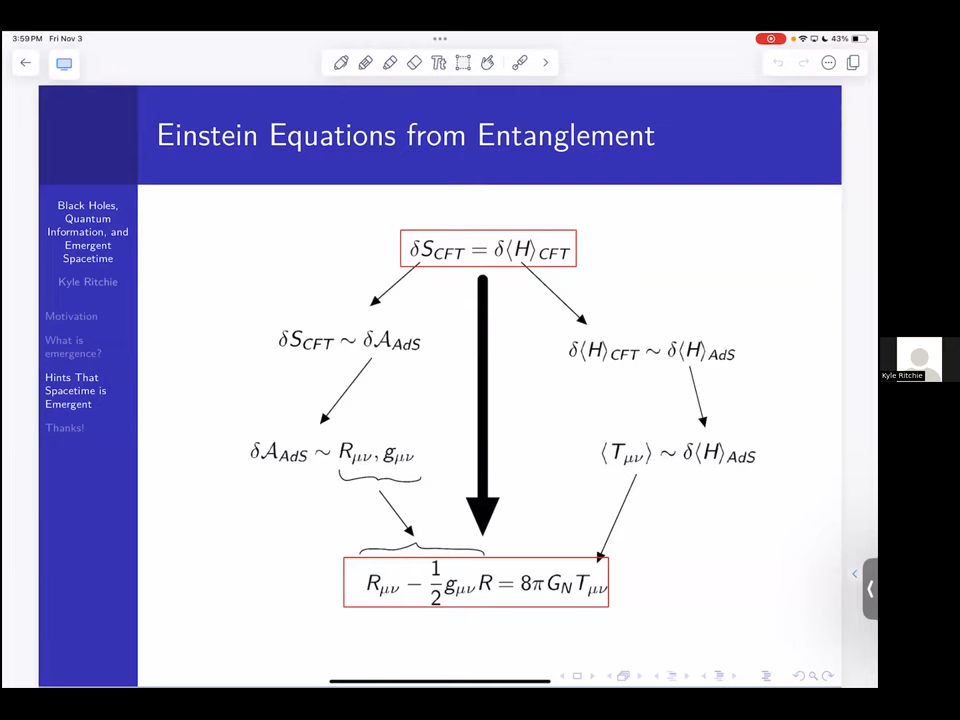 3:59 PM Fri Nov 3
43%
Tt
Einstein Equations from Entanglement
Black Holes,
Quantum
Information, and
Emergent
Spacetime
Kyle Ritchie
Motivation
What is
emergence?
Hints That
Spacetime is
Emergent
Thanks!
δS_CFT = δ⟨H⟩_CFT
δS_CFT ∼ δ𝒜_AdS
δ⟨H⟩_CFT ∼ δ⟨H⟩_AdS
δ𝒜_AdS ∼ R_μν, g_μν
⟨T_μν⟩ ∼ δ⟨H⟩_AdS
R_μν − 1/2 g_μν R = 8πG_N T_μν
Kyle Ritchie